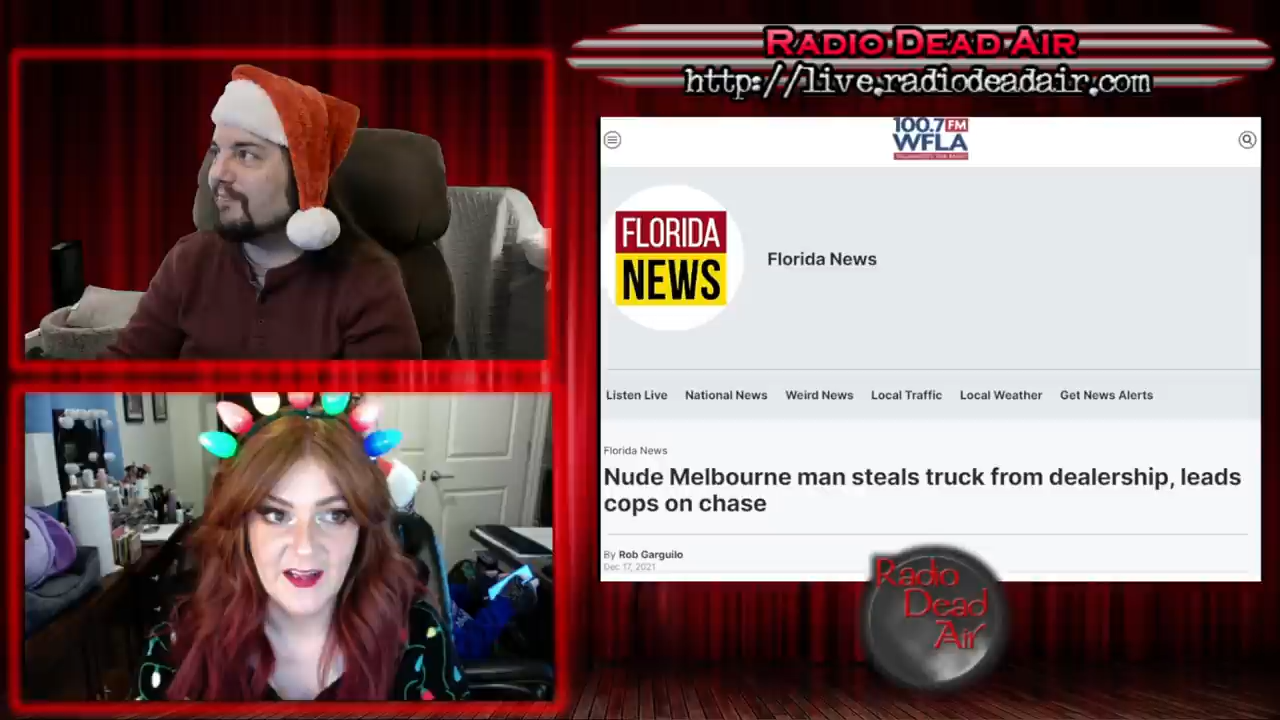 Radio Dead Air
http://live.radiodeadair.com
100.7 FM
WFLA
FLORIDA
NEWS
Florida News
Listen Live National News Weird News Local Traffic Local Weather Get News Alerts
Florida News
Nude Melbourne man steals truck from dealership, leads
cops on chase
By Rob Garguilo
Dec 17, 2021
Radio
Dead
Air